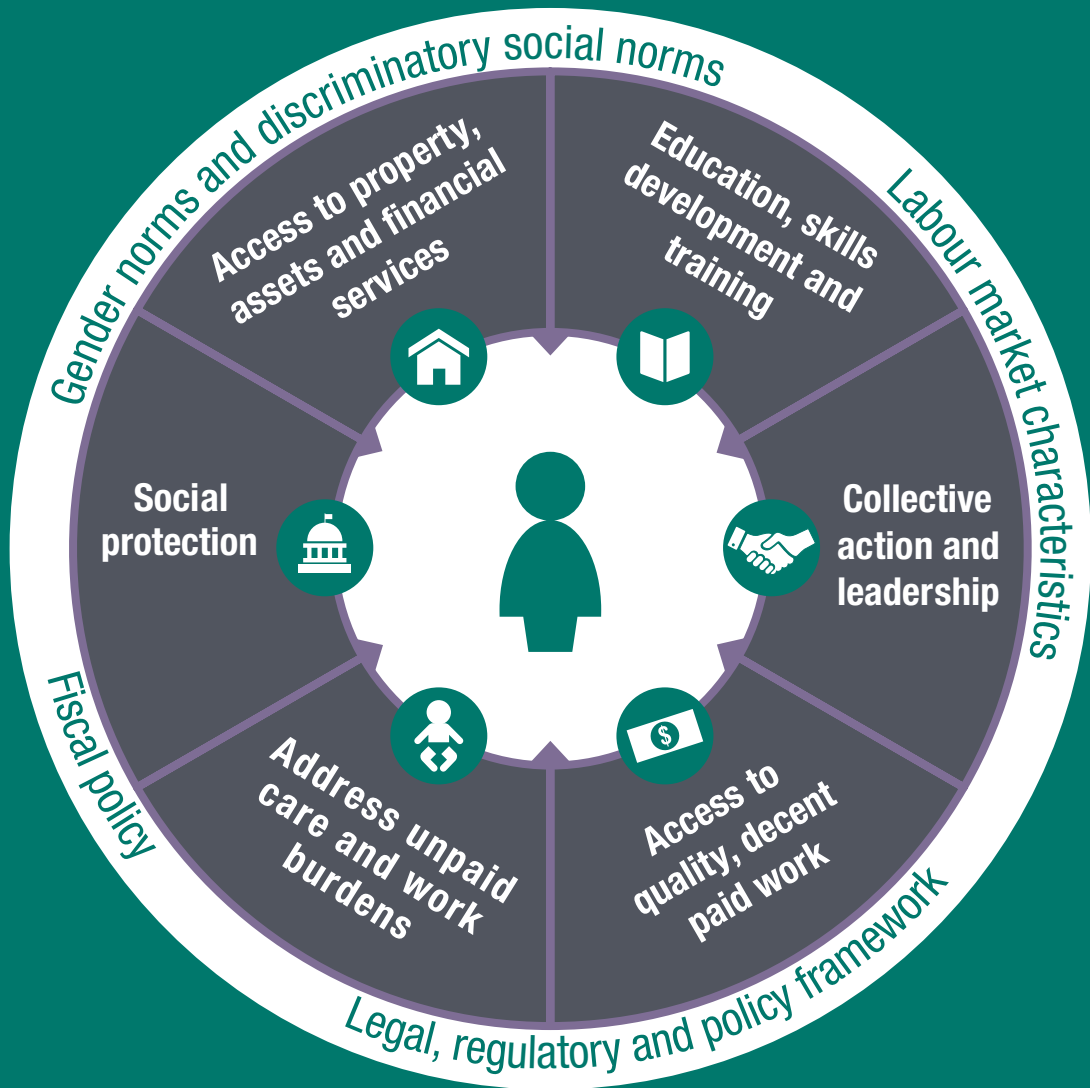 Gender norms and discriminatory social norms
Labour market characteristics
Legal, regulatory and policy framework
Fiscal policy
Access to property,
assets and financial
services
Education, skills
development and
training
Collective
action and
leadership
Access to
quality, decent
paid work
$
Address unpaid
care and work
burdens
Social
protection